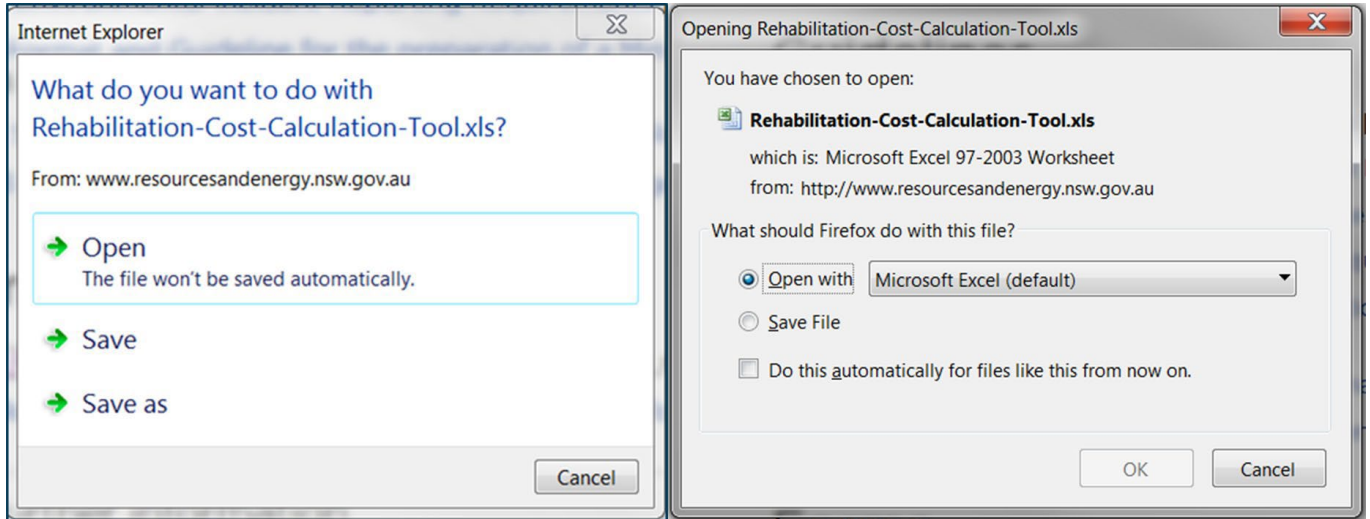 Internet Explorer
What do you want to do with
Rehabilitation-Cost-Calculation-Tool.xls?
From: www.resourcesandenergy.nsw.gov.au
Open
The file won't be saved automatically.
Save
Save as
Cancel
Opening Rehabilitation-Cost-Calculation-Tool.xls
You have chosen to open:
Rehabilitation-Cost-Calculation-Tool.xls
which is: Microsoft Excel 97-2003 Worksheet
from: http://www.resourcesandenergy.nsw.gov.au
What should Firefox do with this file?
Open with Microsoft Excel (default)
Save File
Do this automatically for files like this from now on.
OK Cancel